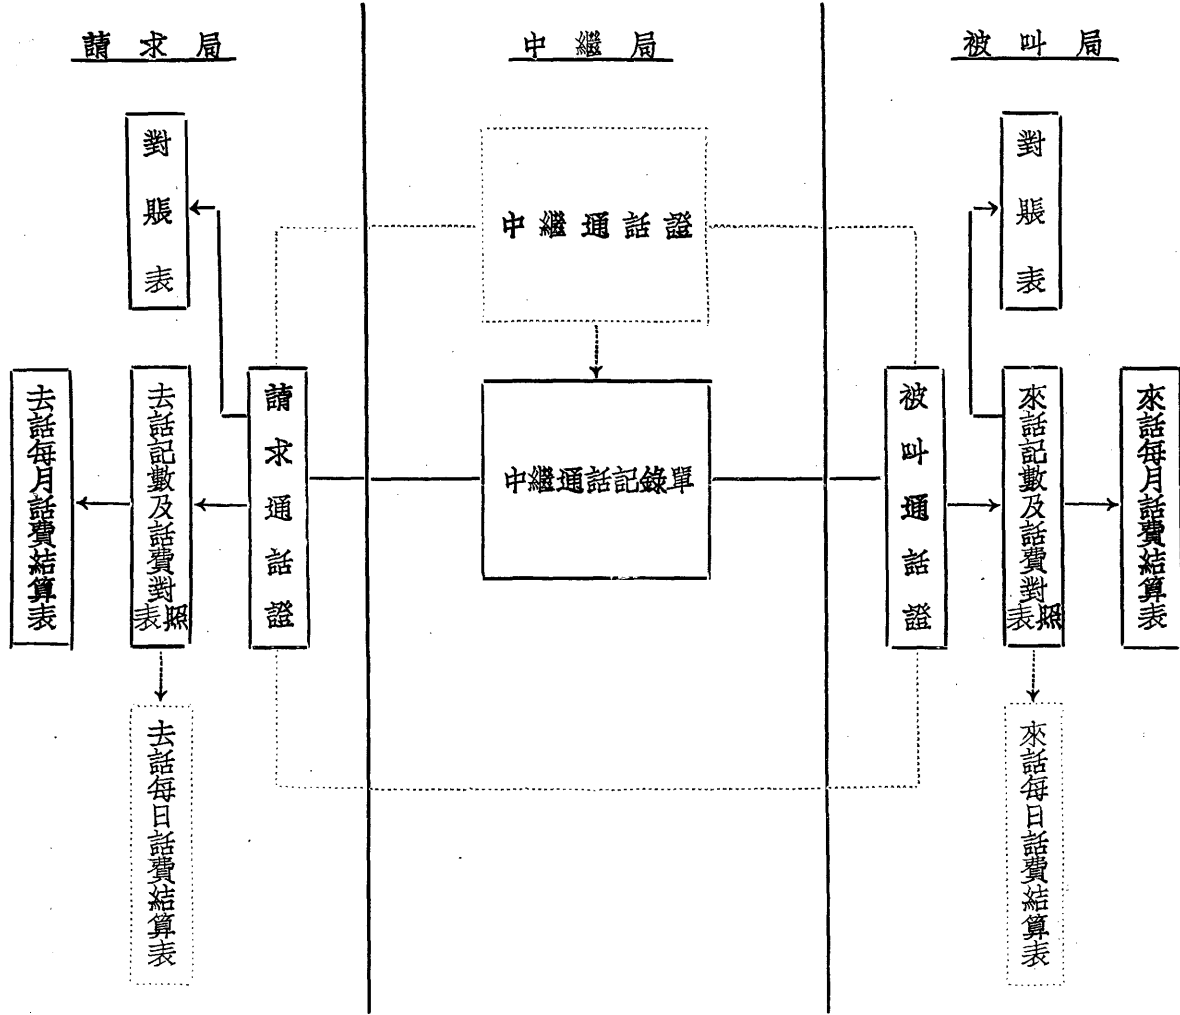 請求局
中繼局
被叫局
對賬表
中繼通話證
對賬表
去話每月話費結算表
去話記數及話費對照表
請求通話證
中繼通話記錄單
被叫通話證
來話記數及話費對照表
來話每月話費結算表
去話每日話費結算表
來話每日話費結算表